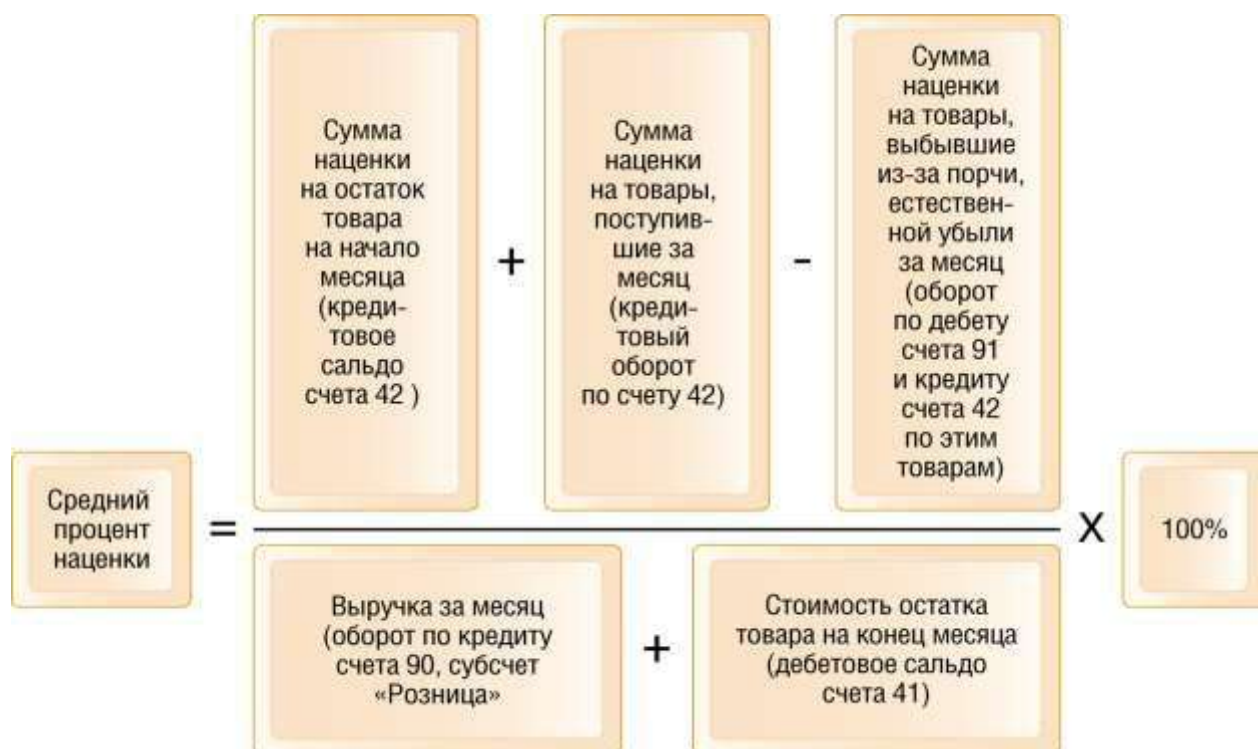 Средний
процент
наценки
=
Сумма
наценки
на остаток
товара
на начало
месяца
(креди-
товое
сальдо
счета 42 )
+
Сумма
наценки
на товары,
поступив-
шие за
месяц
(креди-
товый
оборот
по счету 42)
-
Сумма
наценки
на товары,
выбывшие
из-за порчи,
естествен-
ной убыли
за месяц
(оборот
по дебету
счета 91
и кредиту
счета 42
по этим
товарам)
Выручка за месяц
(оборот по кредиту
счета 90, субсчет
«Розница»
+
Стоимость остатка
товара на конец месяца
(дебетовое сальдо
счета 41)
X
100%